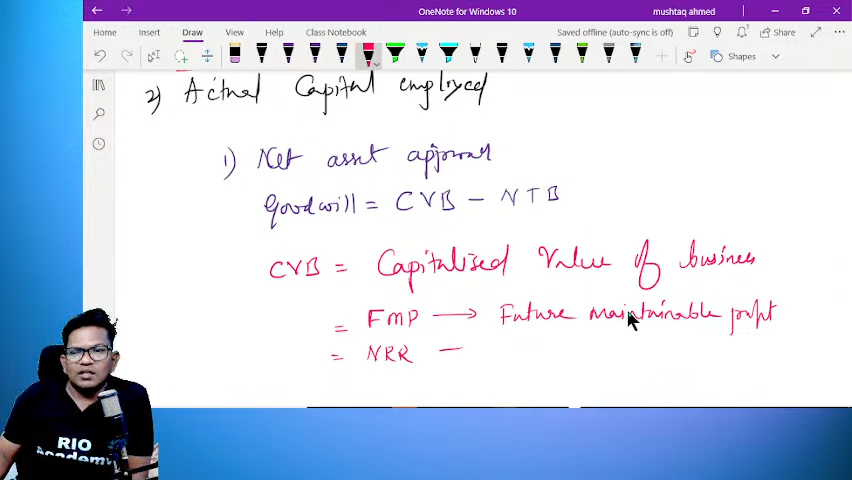 OneNote for Windows 10
mushtaq ahmed
Home Insert Draw View Help Class Notebook
Saved offline (auto-sync is off)
Share
Shapes
2) Actual Capital employed
1) Net asset approach
Goodwill = CVB - NTB
CVB = Capitalised Value of business
= FMP → Future maintainable profit
= NRR —
RIO
Academy